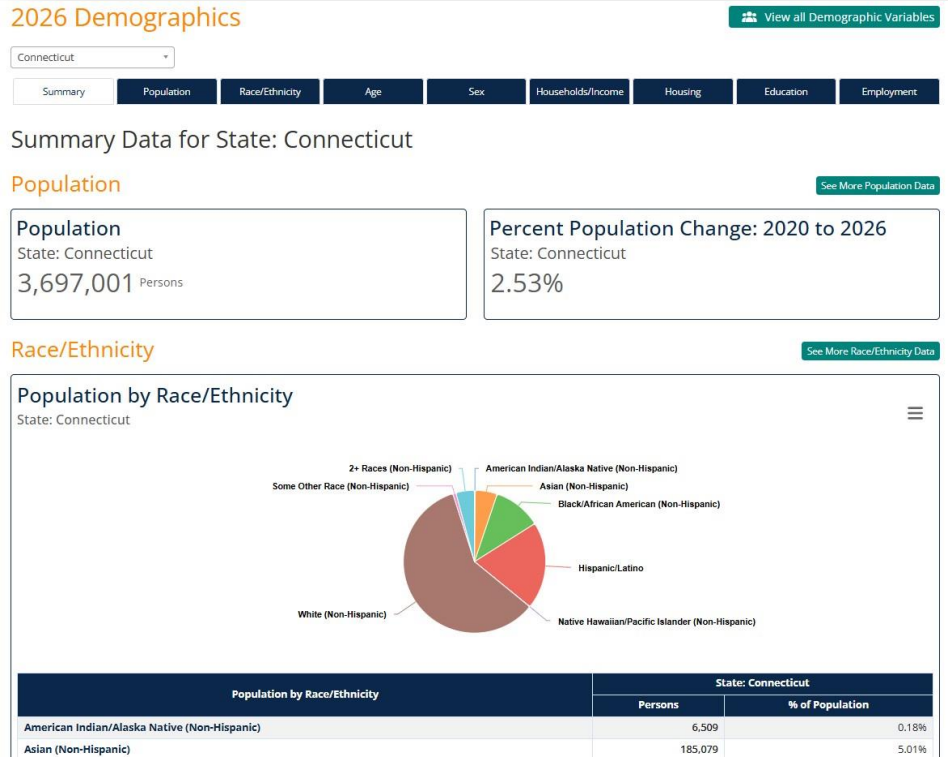 2026 Demographics
View all Demographic Variables
Connecticut
Summary Population Race/Ethnicity Age Sex Households/Income Housing Education Employment
Summary Data for State: Connecticut
Population
See More Population Data
Population
State: Connecticut
3,697,001 Persons
Percent Population Change: 2020 to 2026
State: Connecticut
2.53%
Race/Ethnicity
See More Race/Ethnicity Data
Population by Race/Ethnicity
State: Connecticut
2+ Races (Non-Hispanic)
American Indian/Alaska Native (Non-Hispanic)
Some Other Race (Non-Hispanic)
Asian (Non-Hispanic)
Black/African American (Non-Hispanic)
Hispanic/Latino
White (Non-Hispanic)
Native Hawaiian/Pacific Islander (Non-Hispanic)
Population by Race/Ethnicity
State: Connecticut
Persons % of Population
American Indian/Alaska Native (Non-Hispanic) 6,509 0.18%
Asian (Non-Hispanic) 185,079 5.01%